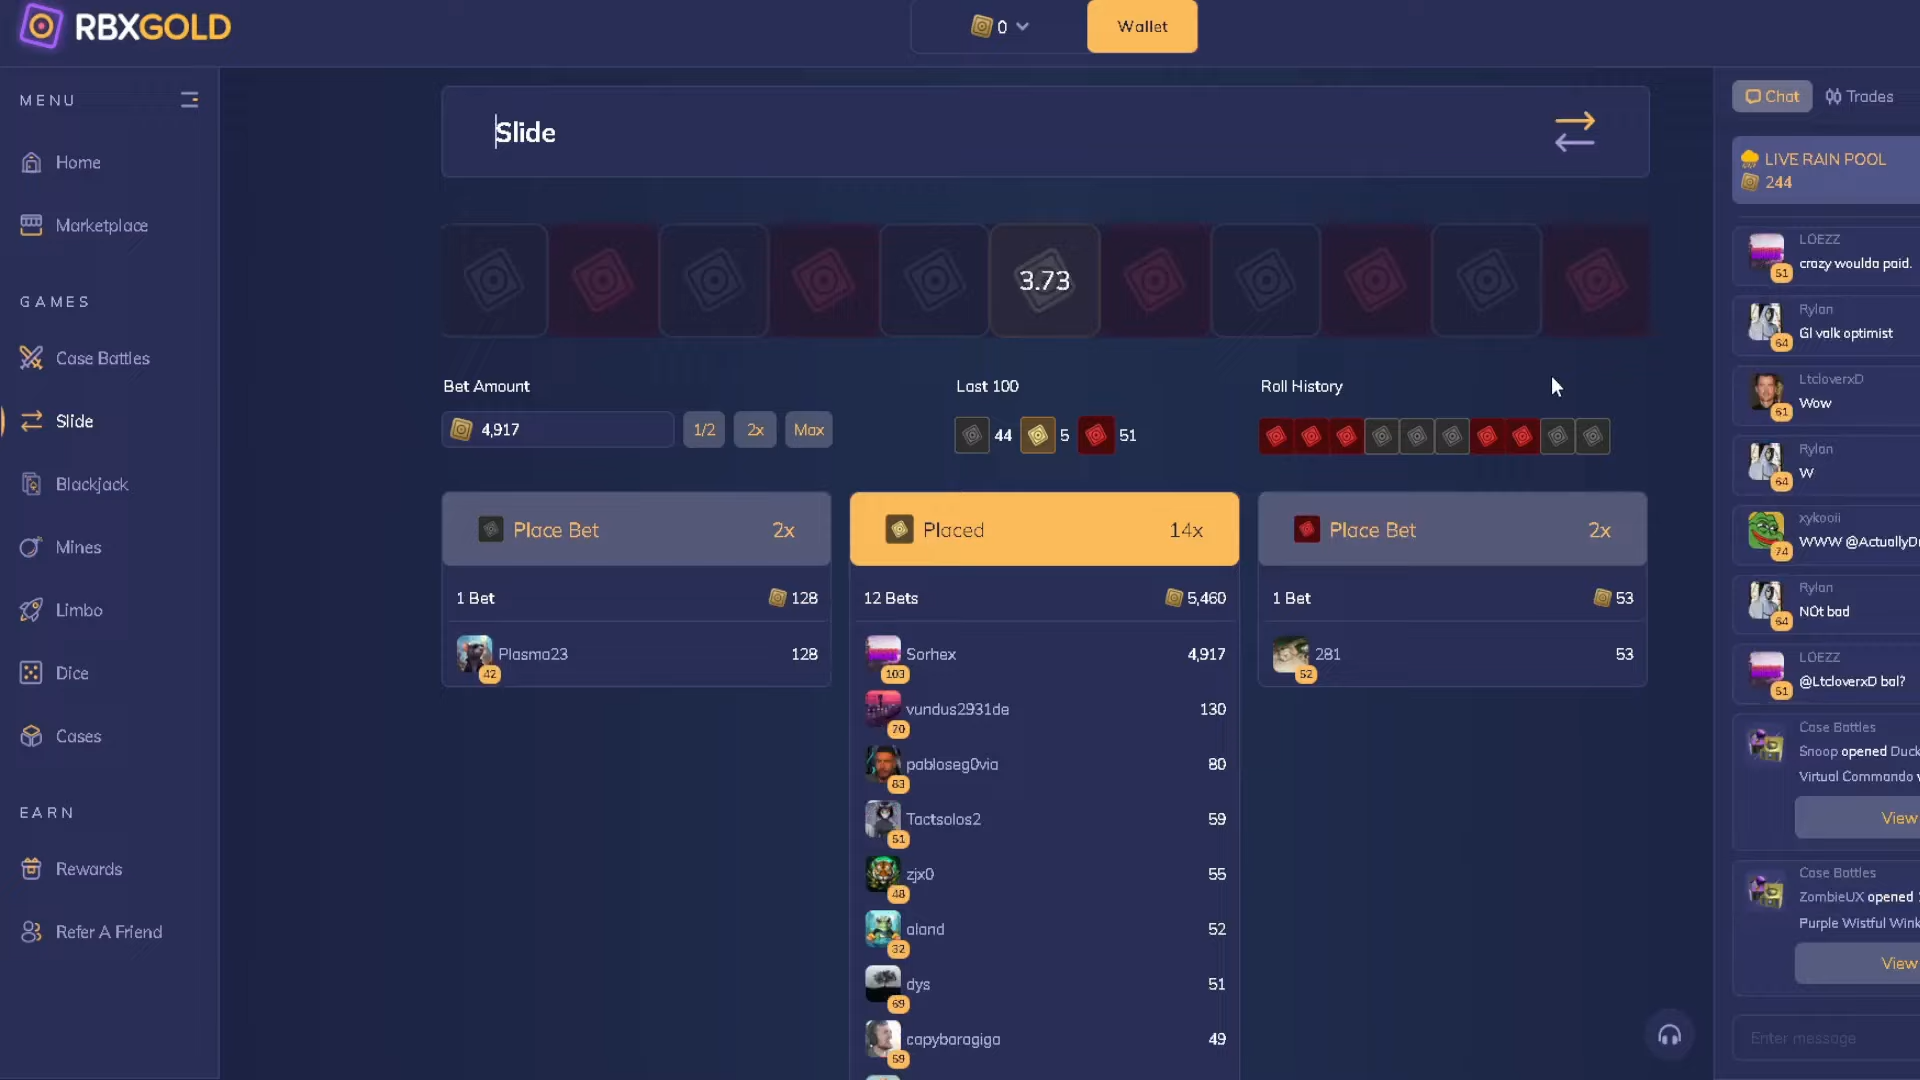 RBXGOLD
0
Wallet
MENU
Home
Marketplace
GAMES
Case Battles
Slide
Blackjack
Mines
Limbo
Dice
Cases
EARN
Rewards
Refer A Friend
Slide
3.73
Bet Amount
4,917
1/2
2x
Max
Last 100
44
5
51
Roll History
Place Bet 2x
1 Bet 128
Plasma23 128
42
Placed 14x
12 Bets 5,460
Sorhex 4,917
103
vundus2931de 130
70
pabloseg0via 80
83
Tactsolos2 59
51
zjx0 55
48
aland 52
32
dys 51
69
capybaragiga 49
59
Place Bet 2x
1 Bet 53
281 53
52
Chat
Trades
LIVE RAIN POOL
244
LOEZZ
crazy woulda paid.
51
Rylan
Gl valk optimist
64
LtcloverxD
Wow
61
Rylan
W
64
xykooii
WWW @ActuallyDr
74
Rylan
NOt bad
64
LOEZZ
@LtcloverxD bal?
51
Case Battles
Snoop opened Duck
Virtual Commando
View
Case Battles
ZombieUX opened
Purple Wistful Wink
View
Enter message